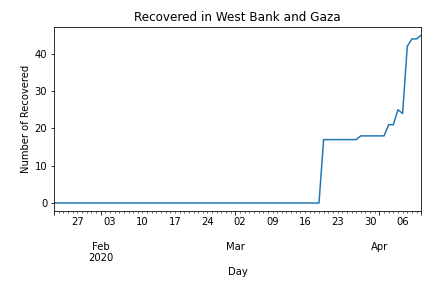 Recovered in West Bank and Gaza
Number of Recovered
40
30
20
10
0
27 03 10 17 24 02 09 16 23 30 06
Feb Mar Apr
2020
Day